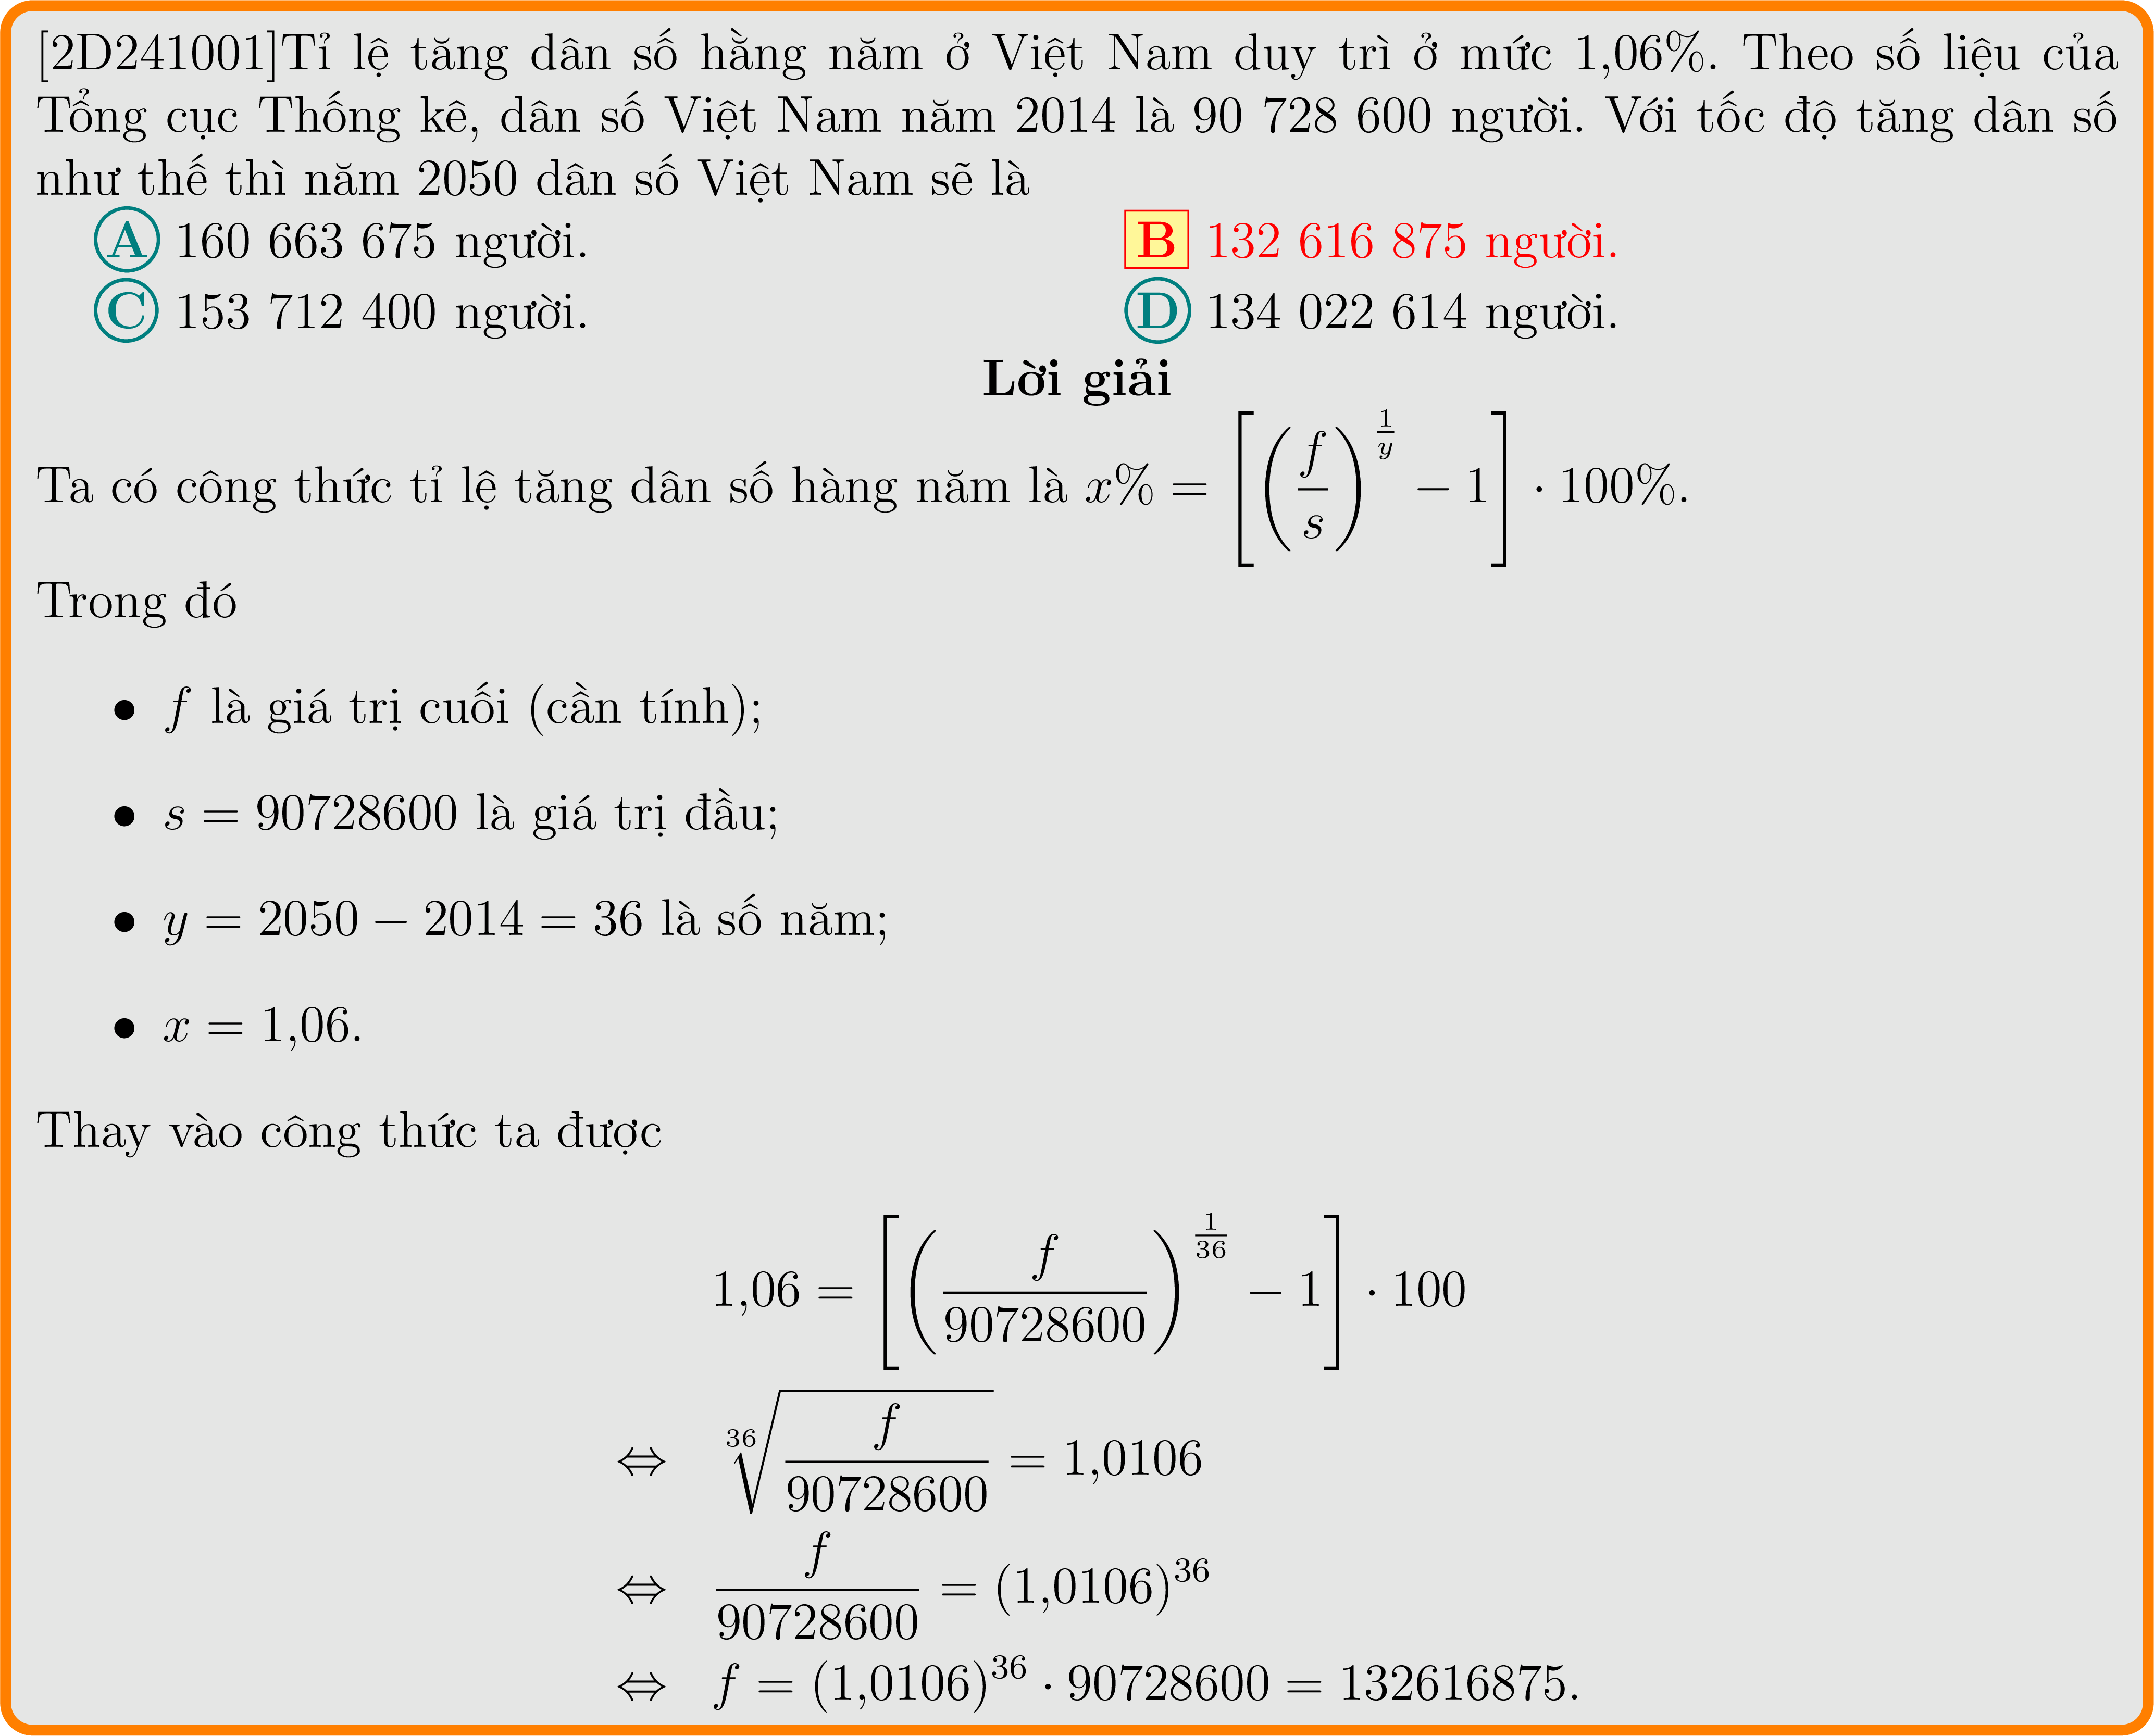 [2D241001]Tỉ lệ tăng dân số hằng năm ở Việt Nam duy trì ở mức 1,06%. Theo số liệu của
Tổng cục Thống kê, dân số Việt Nam năm 2014 là 90 728 600 người. Với tốc độ tăng dân số
như thế thì năm 2050 dân số Việt Nam sẽ là
A 160 663 675 người. B 132 616 875 người.
C 153 712 400 người. D 134 022 614 người.
Lời giải
Ta có công thức tỉ lệ tăng dân số hàng năm là $x\% = \left[\left(\dfrac{f}{s}\right)^{\frac{1}{y}} - 1\right] \cdot 100\%$.
Trong đó
• $f$ là giá trị cuối (cần tính);
• $s = 90728600$ là giá trị đầu;
• $y = 2050 - 2014 = 36$ là số năm;
• $x = 1{,}06$.
Thay vào công thức ta được
$1{,}06 = \left[\left(\dfrac{f}{90728600}\right)^{\frac{1}{36}} - 1\right] \cdot 100$
$\Leftrightarrow \sqrt[36]{\dfrac{f}{90728600}} = 1{,}0106$
$\Leftrightarrow \dfrac{f}{90728600} = (1{,}0106)^{36}$
$\Leftrightarrow f = (1{,}0106)^{36} \cdot 90728600 = 132616875.$